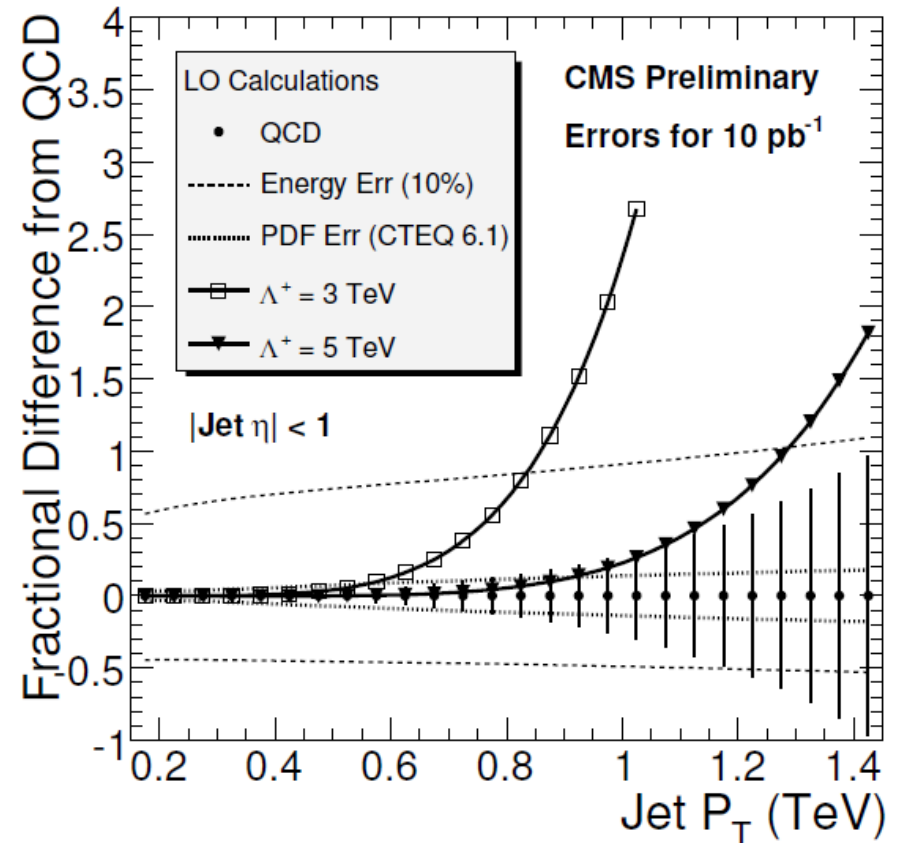 Fractional Difference from QCD
4
3.5
3
2.5
2
1.5
1
0.5
0
-0.5
-1
LO Calculations
QCD
Energy Err (10%)
PDF Err (CTEQ 6.1)
Λ⁺ = 3 TeV
Λ⁺ = 5 TeV
CMS Preliminary
Errors for 10 pb⁻¹
|Jet η| < 1
0.2 0.4 0.6 0.8 1 1.2 1.4
Jet P_T (TeV)